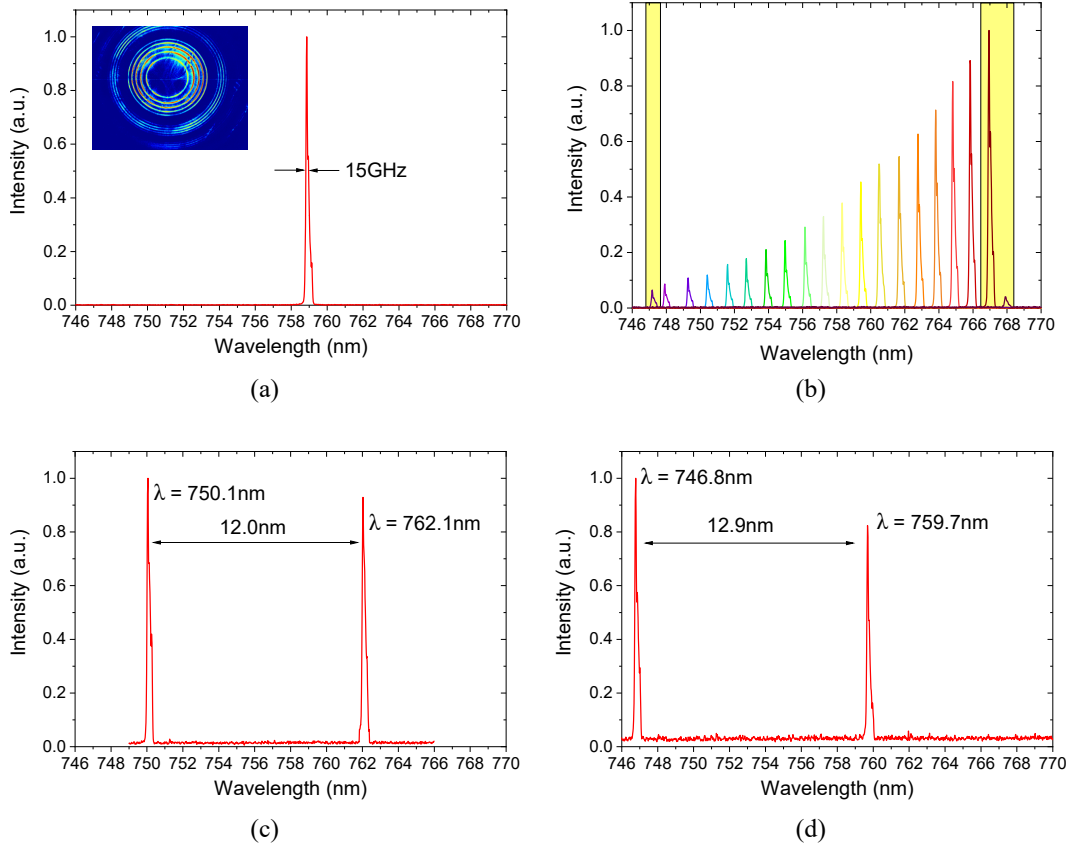 Intensity (a.u.)
1.0
0.8
0.6
0.4
0.2
0.0
15GHz
746 748 750 752 754 756 758 760 762 764 766 768 770
Wavelength (nm)
(a)
Intensity (a.u.)
1.0
0.8
0.6
0.4
0.2
0.0
746 748 750 752 754 756 758 760 762 764 766 768 770
Wavelength (nm)
(b)
Intensity (a.u.)
1.0
0.8
0.6
0.4
0.2
0.0
λ = 750.1nm
12.0nm
λ = 762.1nm
746 748 750 752 754 756 758 760 762 764 766 768 770
Wavelength (nm)
(c)
Intensity (a.u.)
1.0
0.8
0.6
0.4
0.2
0.0
λ = 746.8nm
12.9nm
λ = 759.7nm
746 748 750 752 754 756 758 760 762 764 766 768 770
Wavelength (nm)
(d)